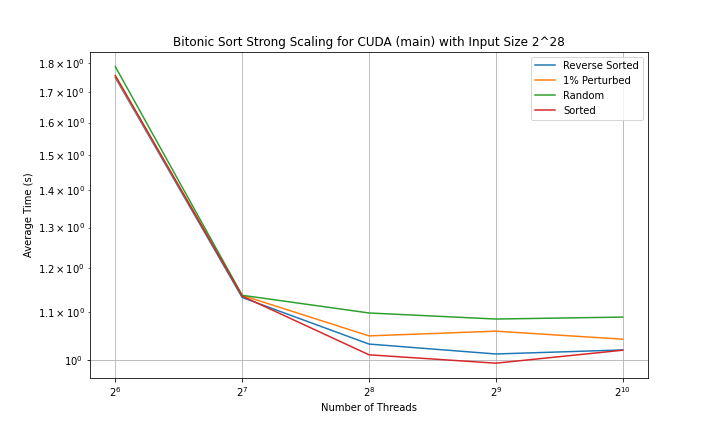 Bitonic Sort Strong Scaling for CUDA (main) with Input Size 2^28
1.8 × 10⁰
1.7 × 10⁰
1.6 × 10⁰
1.5 × 10⁰
1.4 × 10⁰
1.3 × 10⁰
1.2 × 10⁰
1.1 × 10⁰
10⁰
Average Time (s)
Reverse Sorted
1% Perturbed
Random
Sorted
2⁶ 2⁷ 2⁸ 2⁹ 2¹⁰
Number of Threads